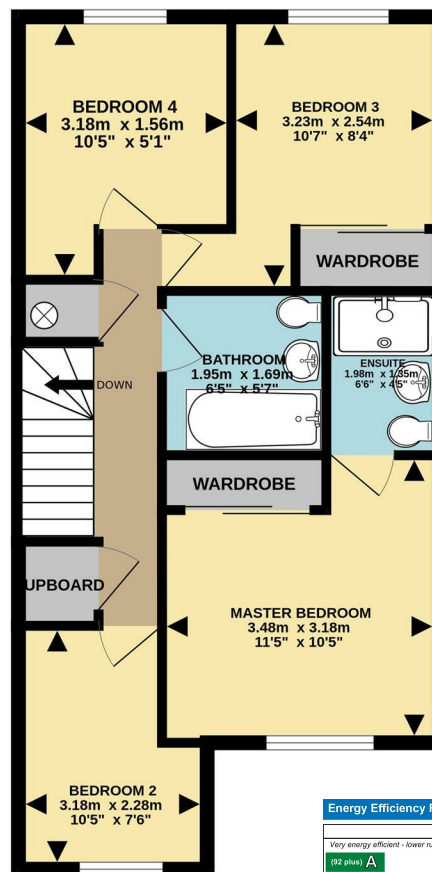 BEDROOM 4
3.18m x 1.56m
10'5" x 5'1"
BEDROOM 3
3.23m x 2.54m
10'7" x 8'4"
WARDROBE
BATHROOM
1.95m x 1.69m
6'5" x 5'7"
ENSUITE
1.98m x 1.35m
6'6" x 4'5"
DOWN
WARDROBE
UPBOARD
MASTER BEDROOM
3.48m x 3.18m
11'5" x 10'5"
BEDROOM 2
3.18m x 2.28m
10'5" x 7'6"
Energy Efficiency R
Very energy efficient - lower ru
(92 plus) A